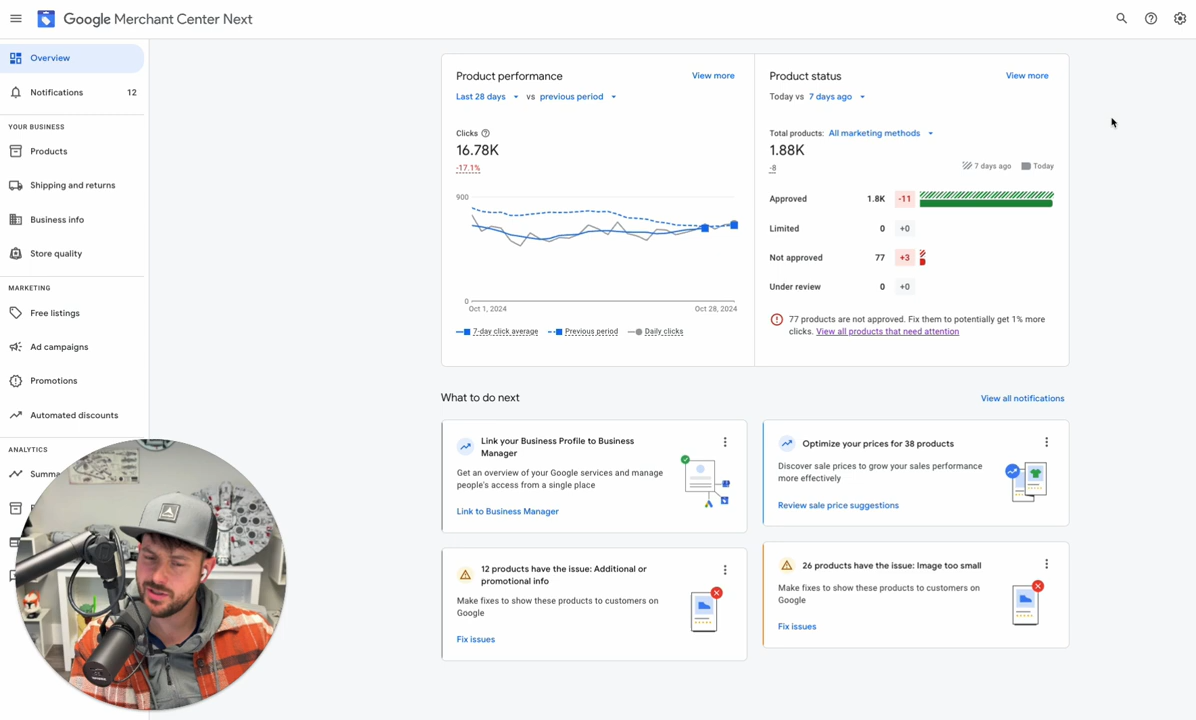 Google Merchant Center Next
Overview
Notifications 12
YOUR BUSINESS
Products
Shipping and returns
Business info
Store quality
MARKETING
Free listings
Ad campaigns
Promotions
Automated discounts
ANALYTICS
Product performance View more
Last 28 days vs previous period
Clicks
16.78K
-17.1%
900
0
Oct 1, 2024 Oct 28, 2024
7-day click average Previous period Daily clicks
Product status View more
Today vs 7 days ago
Total products: All marketing methods
1.88K
-8
7 days ago Today
Approved 1.8K -11
Limited 0 +0
Not approved 77 +3
Under review 0 +0
77 products are not approved. Fix them to potentially get 1% more
clicks. View all products that need attention
What to do next View all notifications
Link your Business Profile to Business
Manager
Get an overview of your Google services and manage
people's access from a single place
Link to Business Manager
Optimize your prices for 38 products
Discover sale prices to grow your sales performance
more effectively
Review sale price suggestions
12 products have the issue: Additional or
promotional info
Make fixes to show these products to customers on
Google
Fix issues
26 products have the issue: Image too small
Make fixes to show these products to customers on
Google
Fix issues